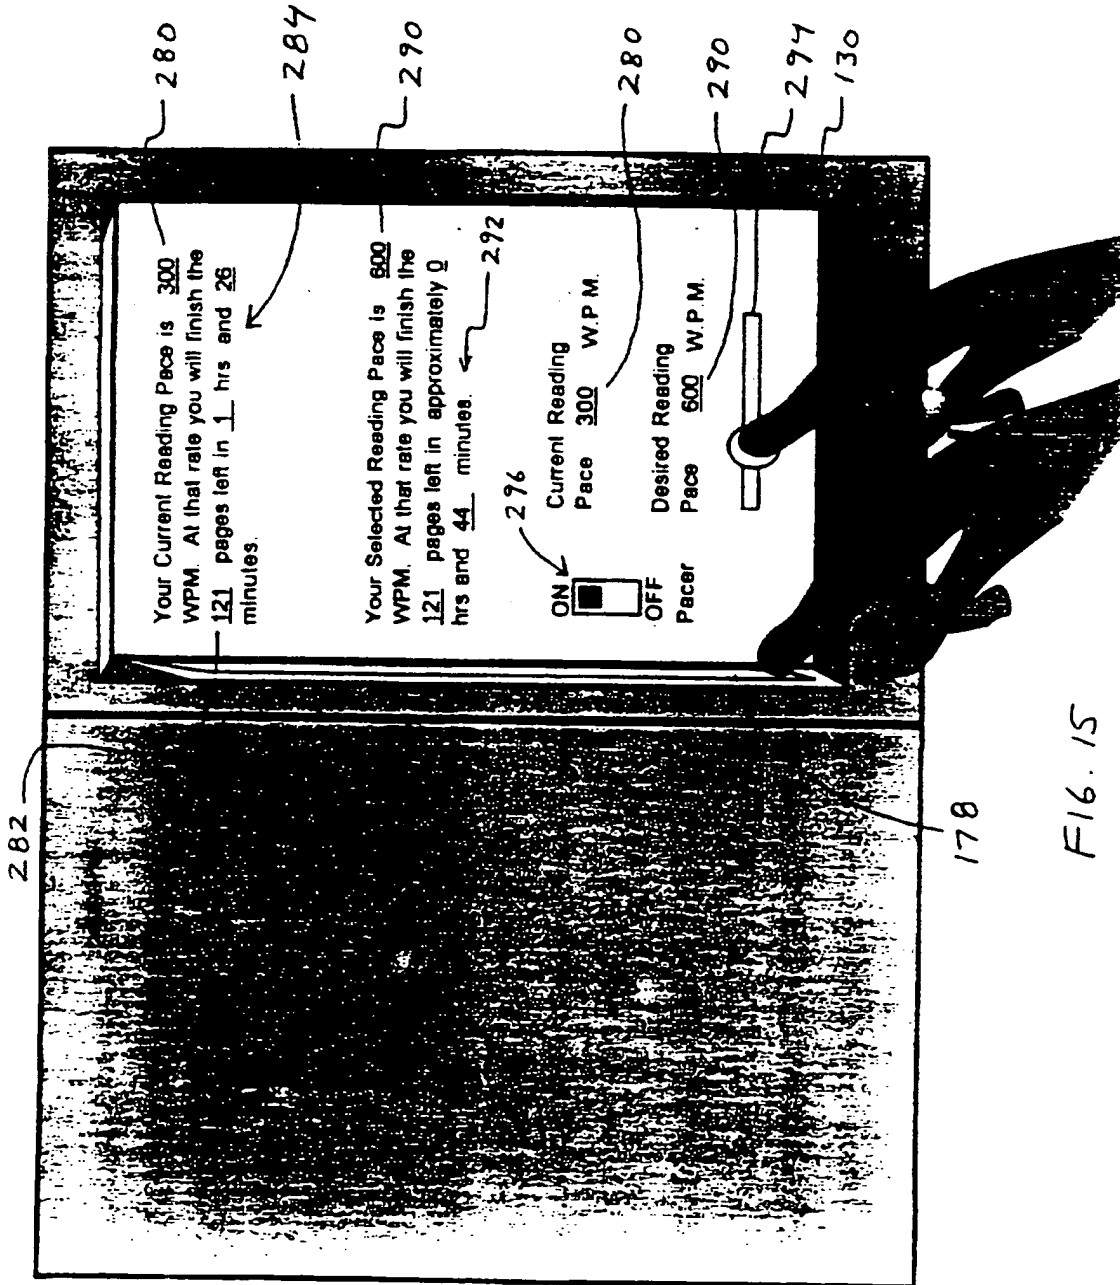 282
280
284
290
Your Current Reading Pace is 300
WPM. At that rate you will finish the
121 pages left in 1 hrs and 26
minutes.
Your Selected Reading Pace is 600
WPM. At that rate you will finish the
121 pages left in approximately 0
hrs and 44 minutes.
292
296
ON
OFF
Pacer
Current Reading
Pace 300 W.P.M.
Desired Reading
Pace 600 W.P.M.
280
290
294
130
178
FIG. 15